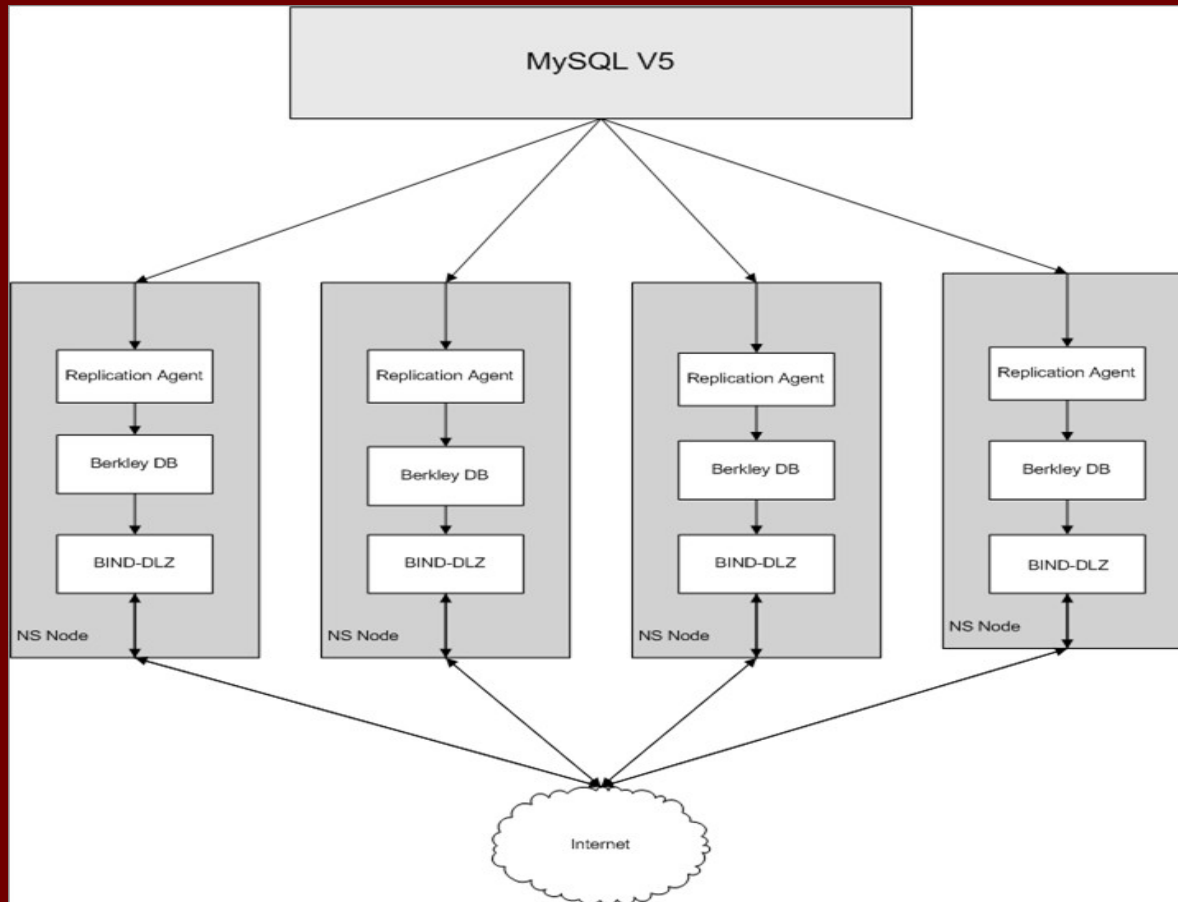 MySQL V5
Replication Agent
Berkley DB
BIND-DLZ
NS Node
Replication Agent
Berkley DB
BIND-DLZ
NS Node
Replication Agent
Berkley DB
BIND-DLZ
NS Node
Replication Agent
Berkley DB
BIND-DLZ
NS Node
Internet